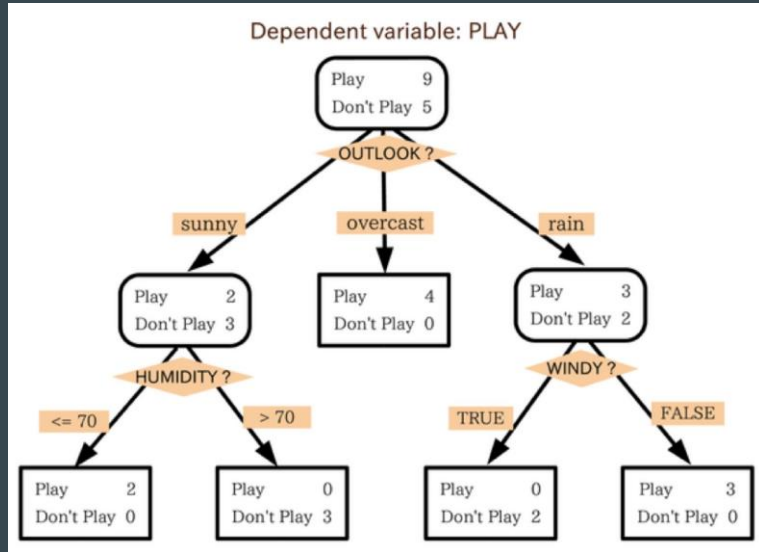 Dependent variable: PLAY
Play 9
Don't Play 5
OUTLOOK ?
sunny
overcast
rain
Play 2
Don't Play 3
Play 4
Don't Play 0
Play 3
Don't Play 2
HUMIDITY ?
WINDY ?
<= 70
> 70
TRUE
FALSE
Play 2
Don't Play 0
Play 0
Don't Play 3
Play 0
Don't Play 2
Play 3
Don't Play 0